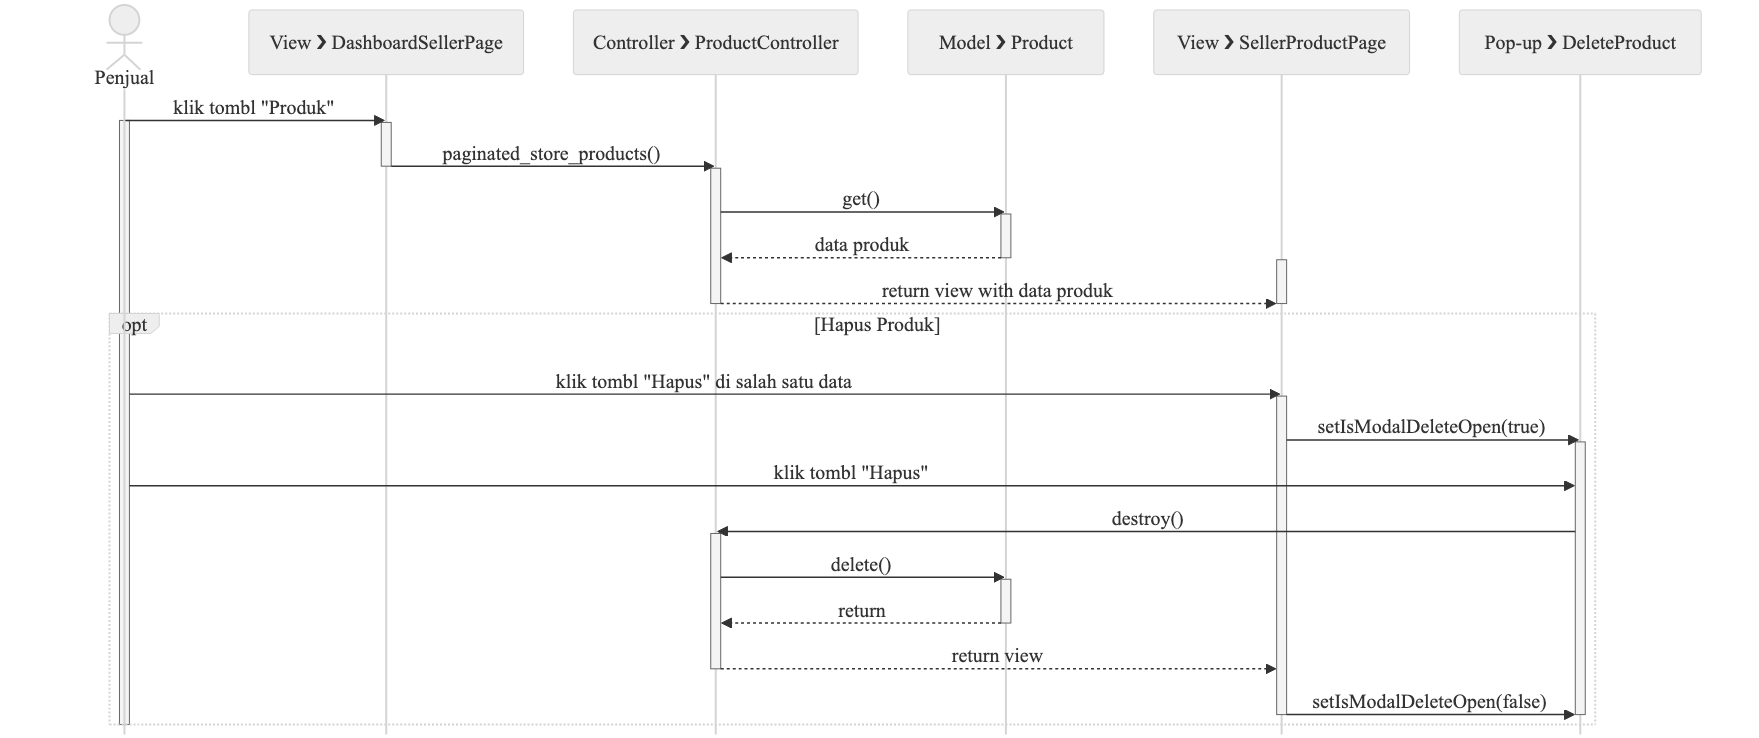 Penjual
View ❯ DashboardSellerPage
Controller ❯ ProductController
Model ❯ Product
View ❯ SellerProductPage
Pop-up ❯ DeleteProduct
klik tombl "Produk"
paginated_store_products()
get()
data produk
return view with data produk
opt
[Hapus Produk]
klik tombl "Hapus" di salah satu data
setIsModalDeleteOpen(true)
klik tombl "Hapus"
destroy()
delete()
return
return view
setIsModalDeleteOpen(false)